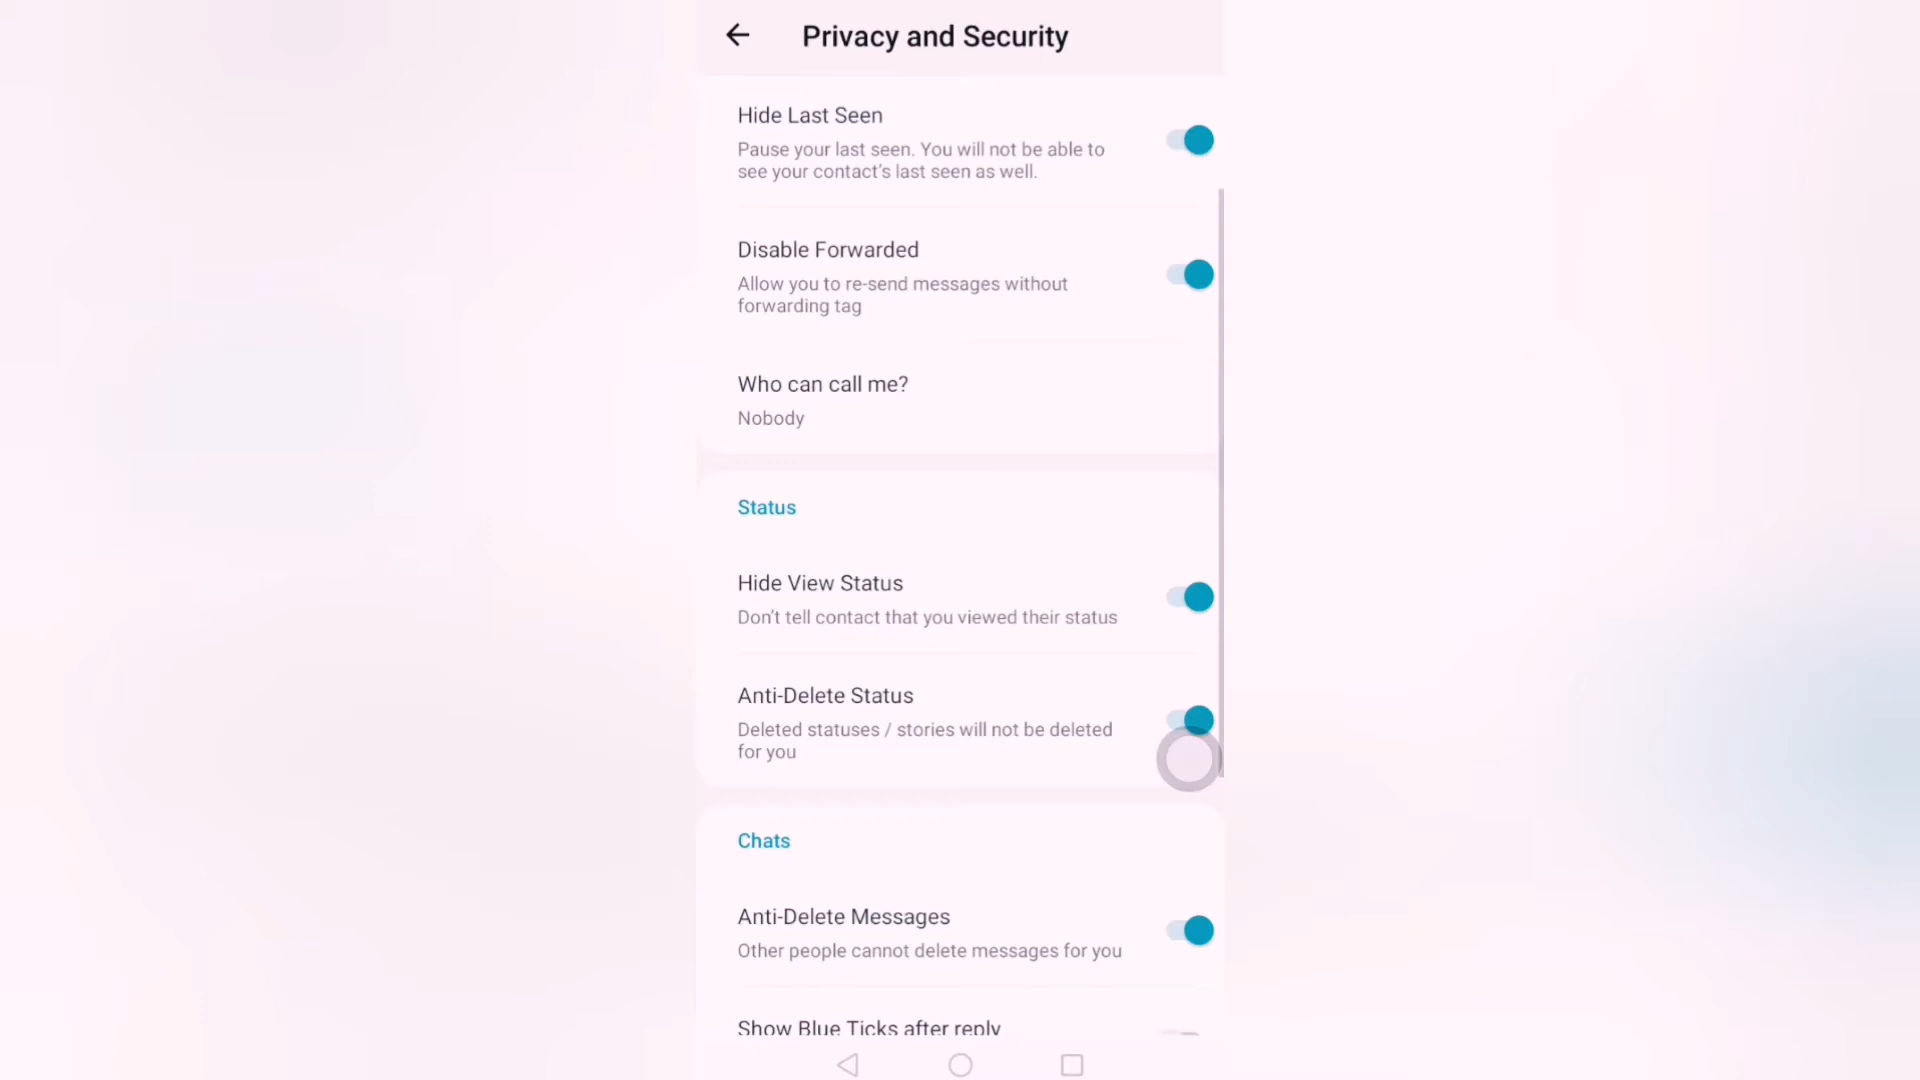 Privacy and Security
Hide Last Seen
Pause your last seen. You will not be able to
see your contact's last seen as well.
Disable Forwarded
Allow you to re-send messages without
forwarding tag
Who can call me?
Nobody
Status
Hide View Status
Don't tell contact that you viewed their status
Anti-Delete Status
Deleted statuses / stories will not be deleted
for you
Chats
Anti-Delete Messages
Other people cannot delete messages for you
Show Blue Ticks after reply